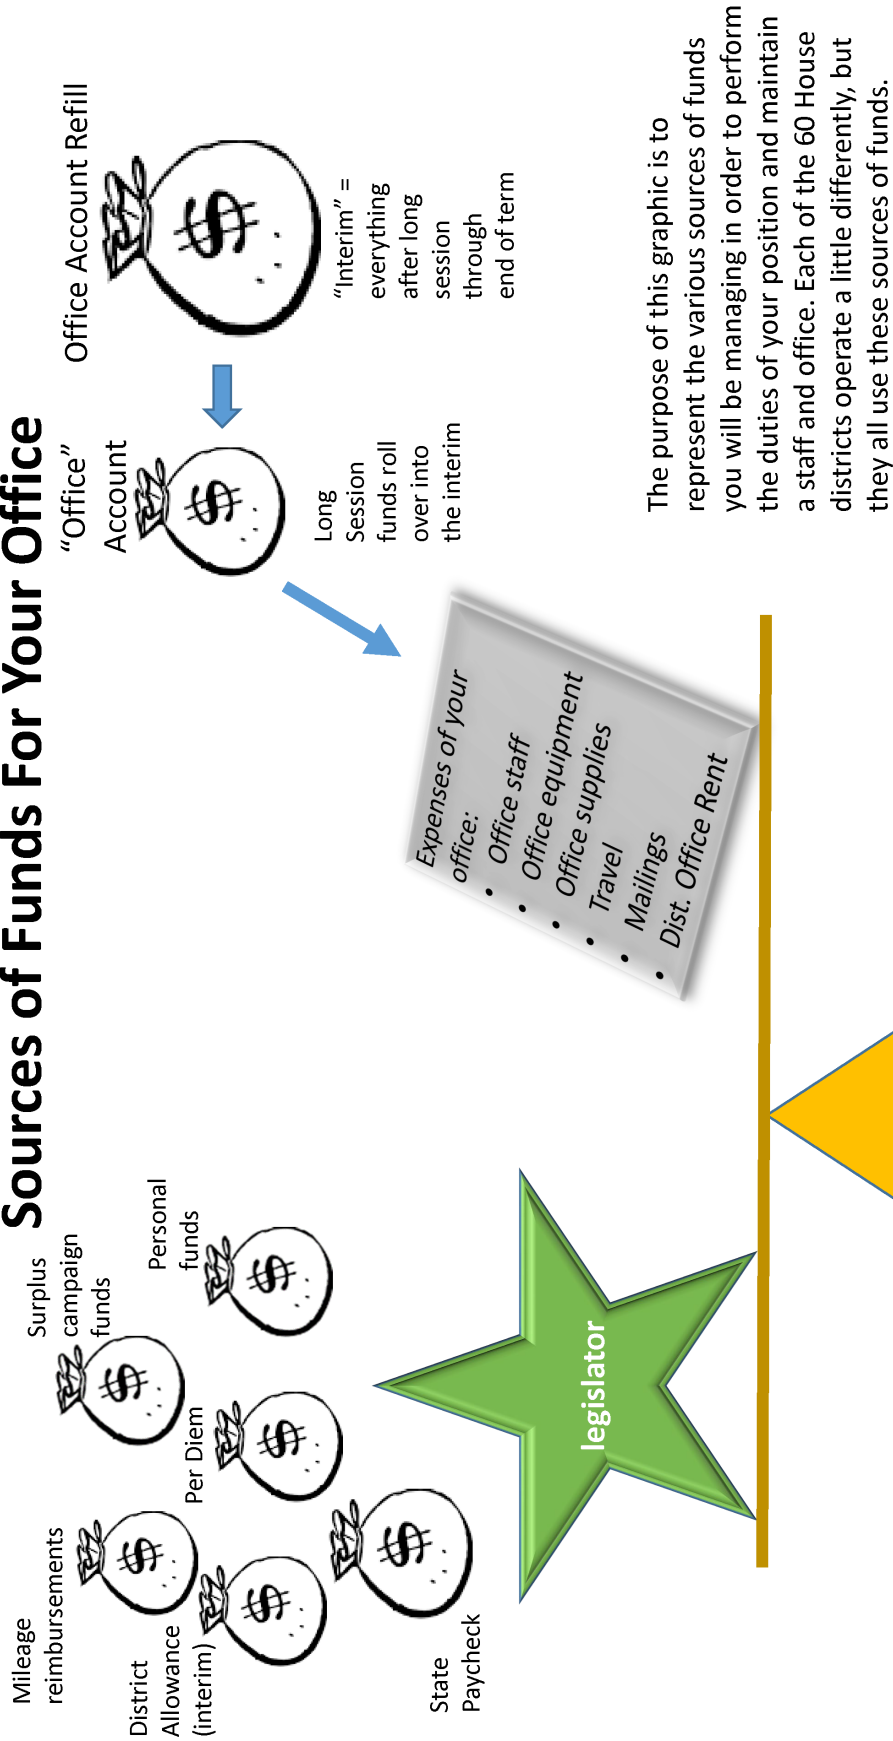 Sources of Funds For Your Office
Mileage
reimbursements
Surplus
campaign
funds
Personal
funds
Per Diem
District
Allowance
(interim)
State
Paycheck
legislator
“Office”
Account
Office Account Refill
Long
Session
funds roll
over into
the interim
“Interim” =
everything
after long
session
through
end of term
Expenses of your
office:
• Office staff
• Office equipment
• Office supplies
• Travel
• Mailings
• Dist. Office Rent
The purpose of this graphic is to
represent the various sources of funds
you will be managing in order to perform
the duties of your position and maintain
a staff and office. Each of the 60 House
districts operate a little differently, but
they all use these sources of funds.
$
$
$
$
$
$
$
$